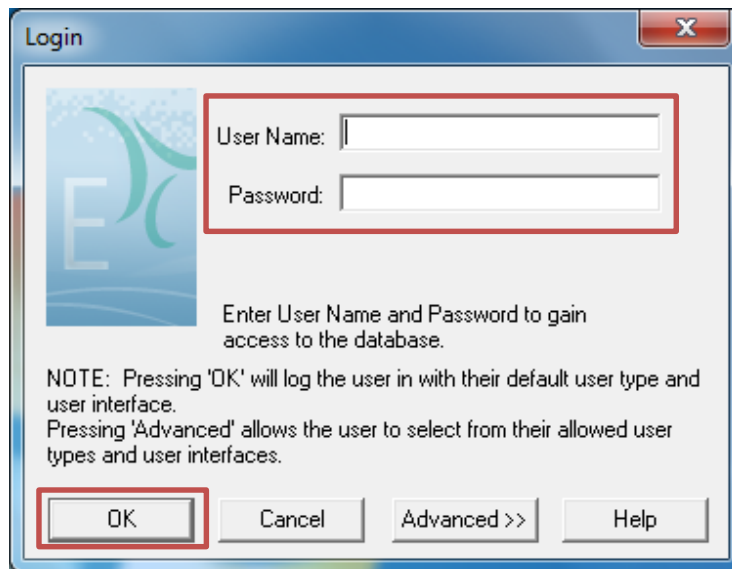 Login
E
User Name:
Password:
Enter User Name and Password to gain
access to the database.
NOTE:  Pressing 'OK' will log the user in with their default user type and
user interface.
Pressing 'Advanced' allows the user to select from their allowed user
types and user interfaces.
OK
Cancel
Advanced >>
Help